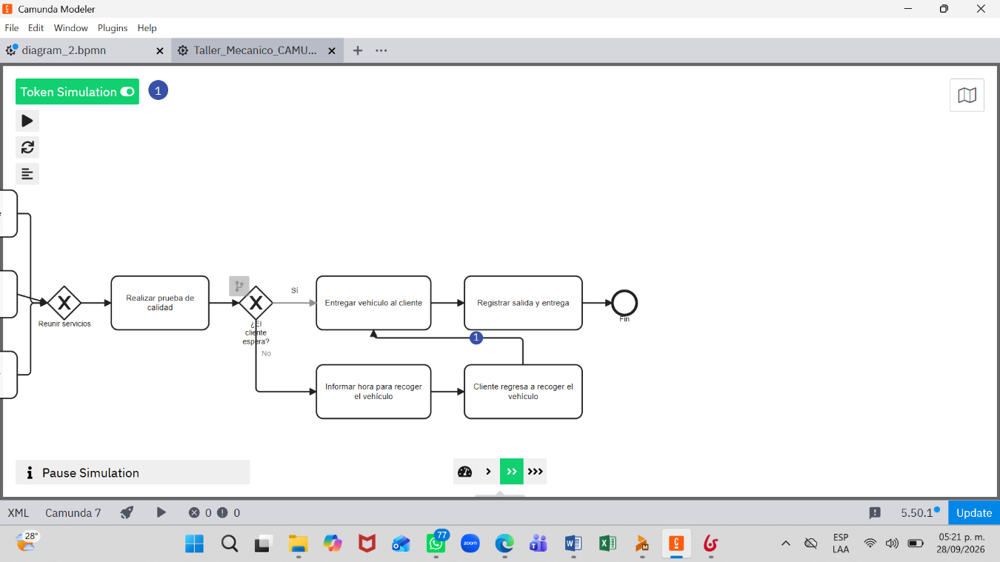 Camunda Modeler
File Edit Window Plugins Help
diagram_2.bpmn
Taller_Mecanico_CAMU...
Token Simulation
1
Realizar prueba de
calidad
Reunir servicios
¿El
cliente
espera?
Sí
No
Entregar vehículo al cliente
Registrar salida y entrega
Fin
1
Informar hora para recoger
el vehículo
Cliente regresa a recoger el
vehículo
Pause Simulation
XML Camunda 7 0 0
5.50.1
Update
28°
77
zoom
ESP
LAA
05:21 p. m.
28/09/2026